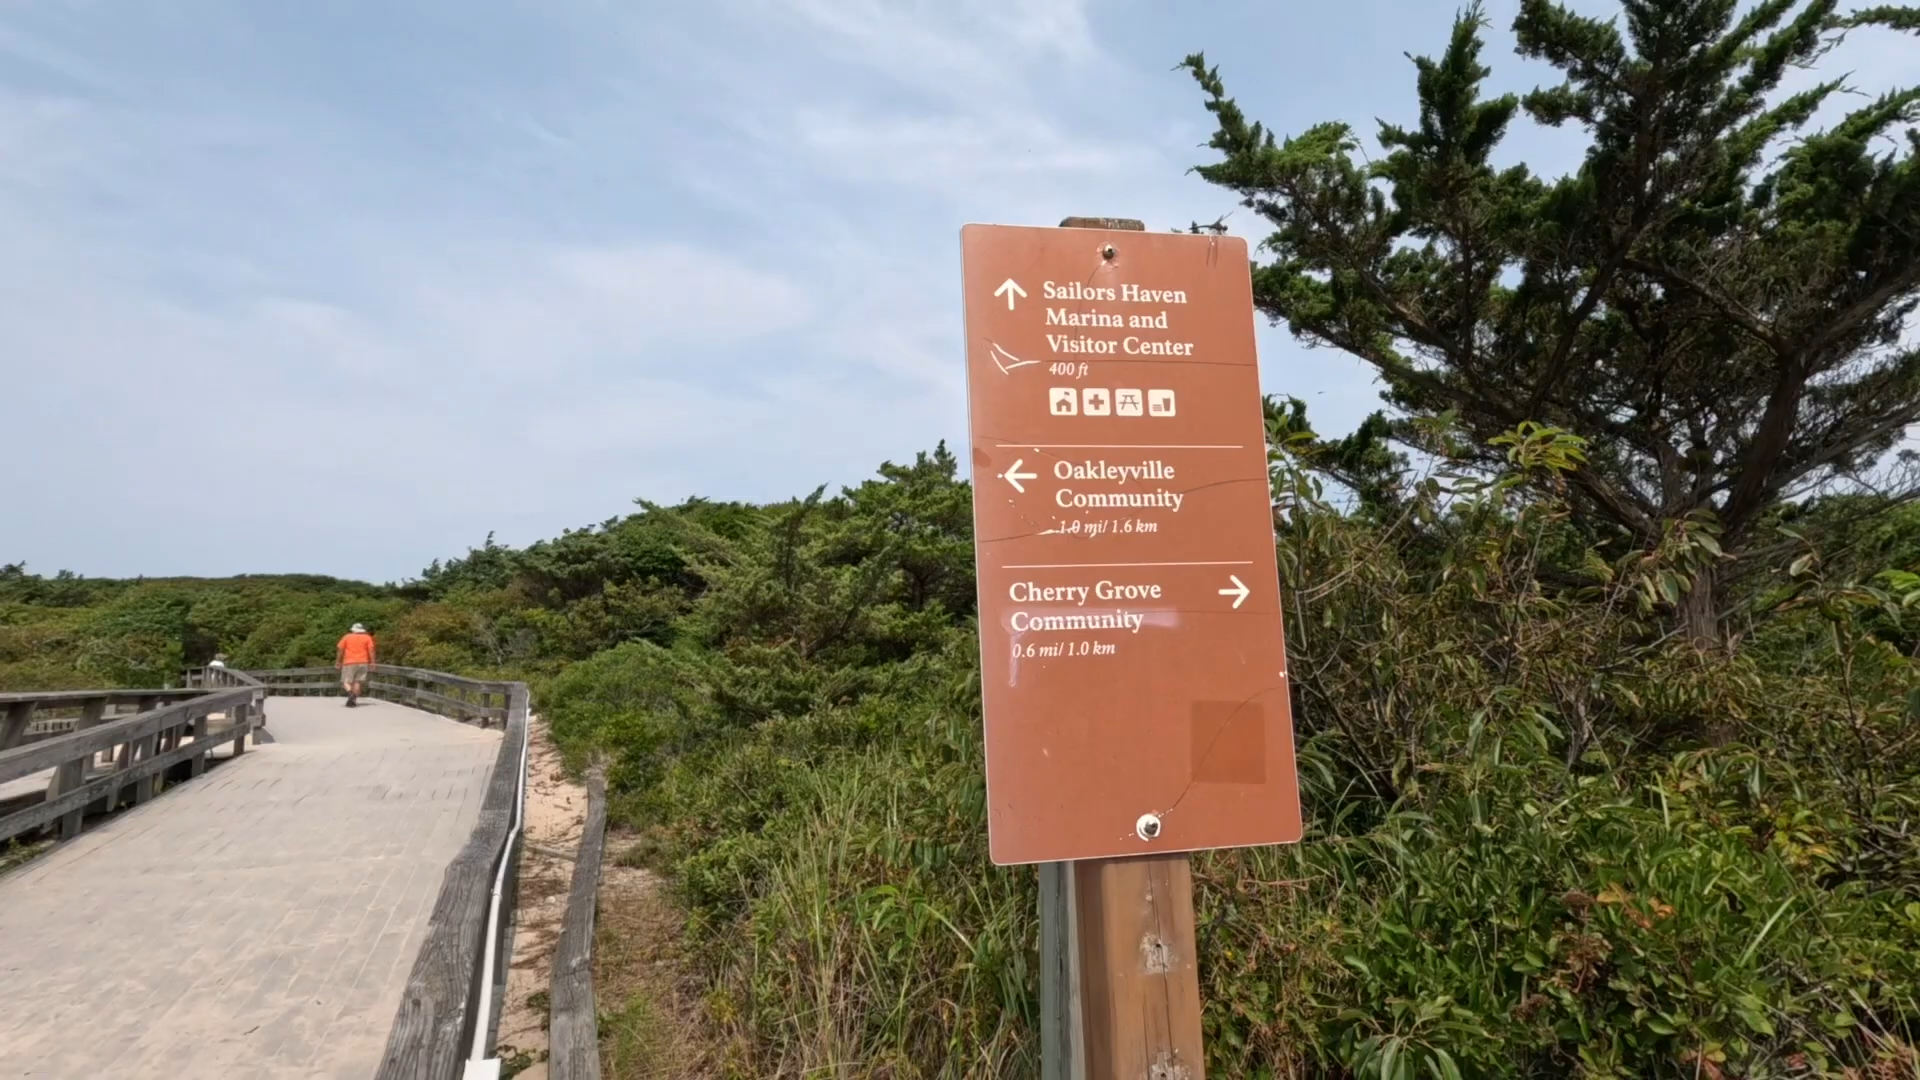 Sailors Haven
Marina and
Visitor Center
400 ft
Oakleyville
Community
1.0 mi/ 1.6 km
Cherry Grove
Community
0.6 mi/ 1.0 km